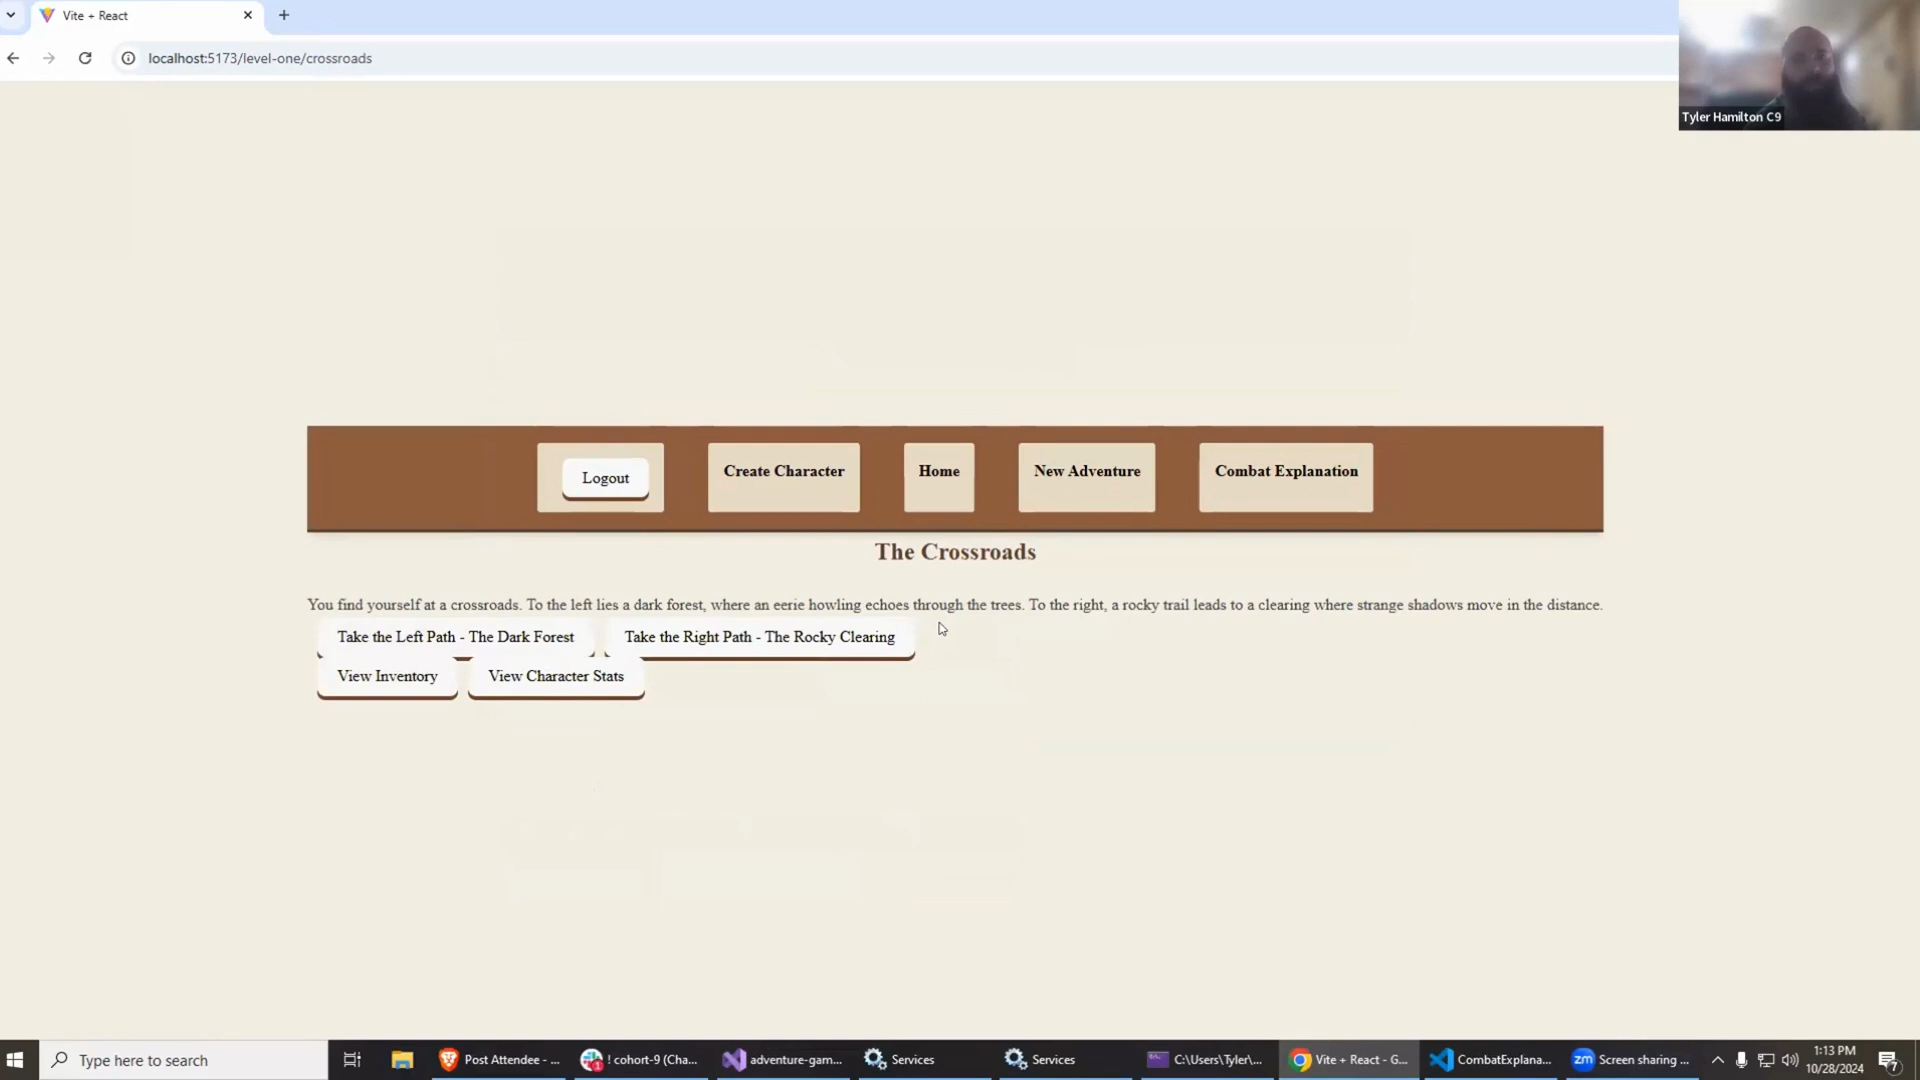 Vite + React
localhost:5173/level-one/crossroads
Tyler Hamilton C9
Logout
Create Character
Home
New Adventure
Combat Explanation
The Crossroads
You find yourself at a crossroads. To the left lies a dark forest, where an eerie howling echoes through the trees. To the right, a rocky trail leads to a clearing where strange shadows move in the distance.
Take the Left Path - The Dark Forest
Take the Right Path - The Rocky Clearing
View Inventory
View Character Stats
Type here to search
Post Attendee - ...
! cohort-9 (Cha...
adventure-gam...
Services
Services
C:\Users\Tyler\...
Vite + React - G...
CombatExplana...
zm
Screen sharing ...
1:13 PM
10/28/2024
7